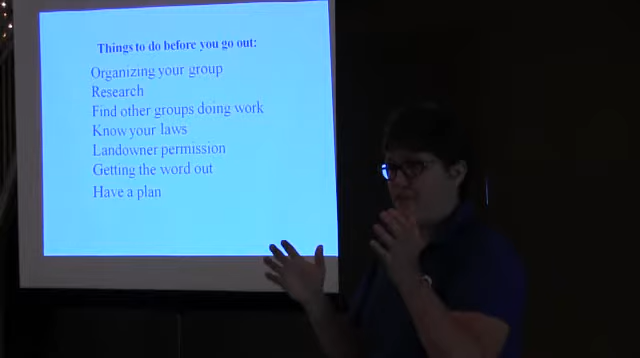 Things to do before you go out:
Organizing your group
Research
Find other groups doing work
Know your laws
Landowner permission
Getting the word out
Have a plan